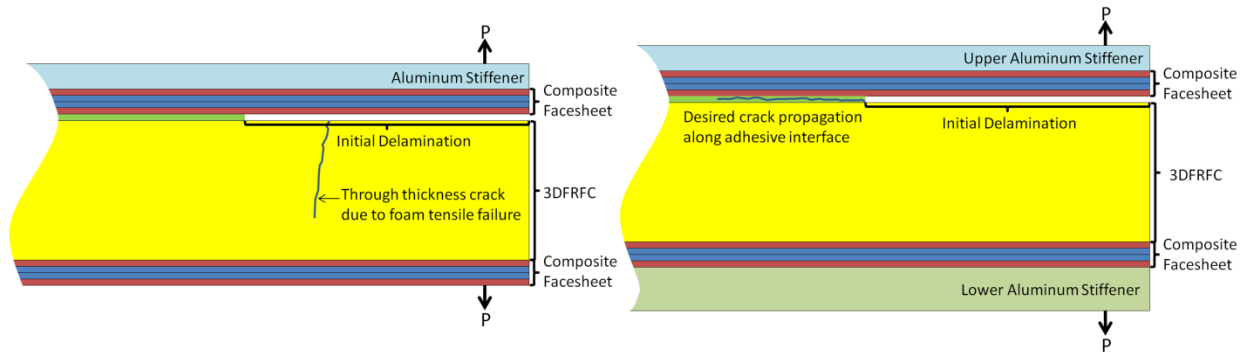 P
Aluminum Stiffener
Composite
Facesheet
Initial Delamination
3DFRFC
Through thickness crack
due to foam tensile failure
Composite
Facesheet
P
P
Upper Aluminum Stiffener
Composite
Facesheet
Desired crack propagation
along adhesive interface
Initial Delamination
3DFRFC
Composite
Facesheet
Lower Aluminum Stiffener
P